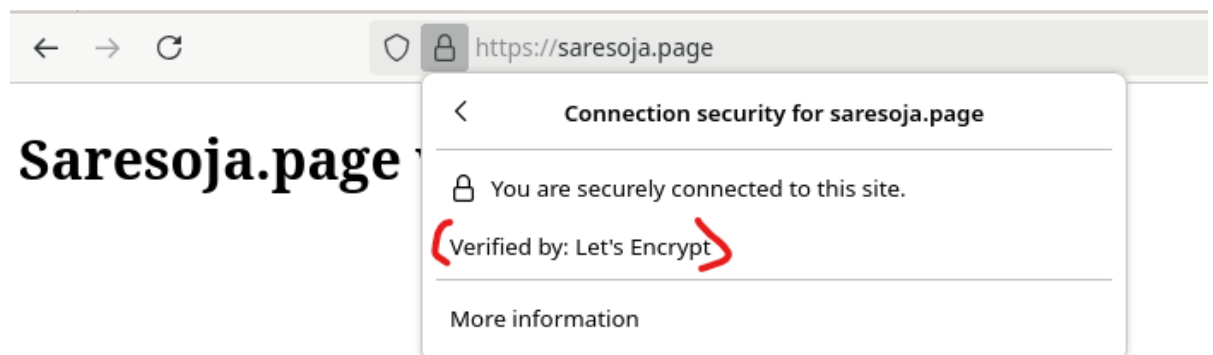 https://saresoja.page
Connection security for saresoja.page
Saresoja.page
You are securely connected to this site.
Verified by: Let's Encrypt
More information